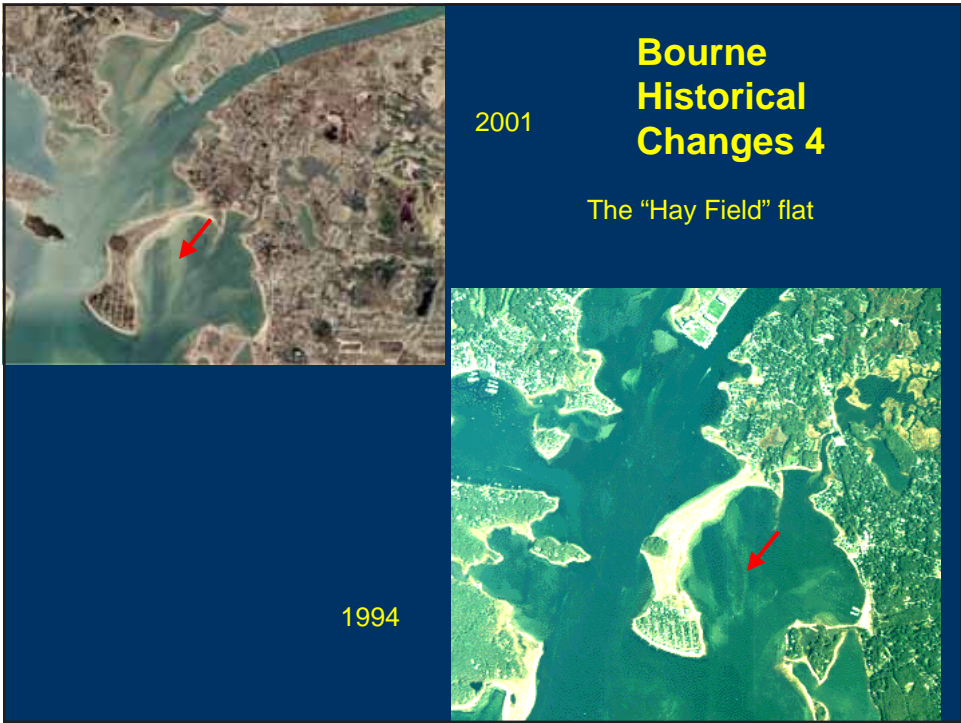 Bourne
Historical
Changes 4
2001
The “Hay Field” flat
1994